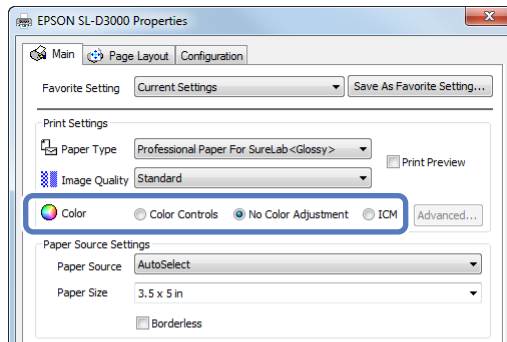 EPSON SL-D3000 Properties
Main Page Layout Configuration
Favorite Setting Current Settings Save As Favorite Setting...
Print Settings
Paper Type Professional Paper For SureLab<Glossy>
Print Preview
Image Quality Standard
Color Color Controls No Color Adjustment ICM Advanced...
Paper Source Settings
Paper Source AutoSelect
Paper Size 3.5 x 5 in
Borderless